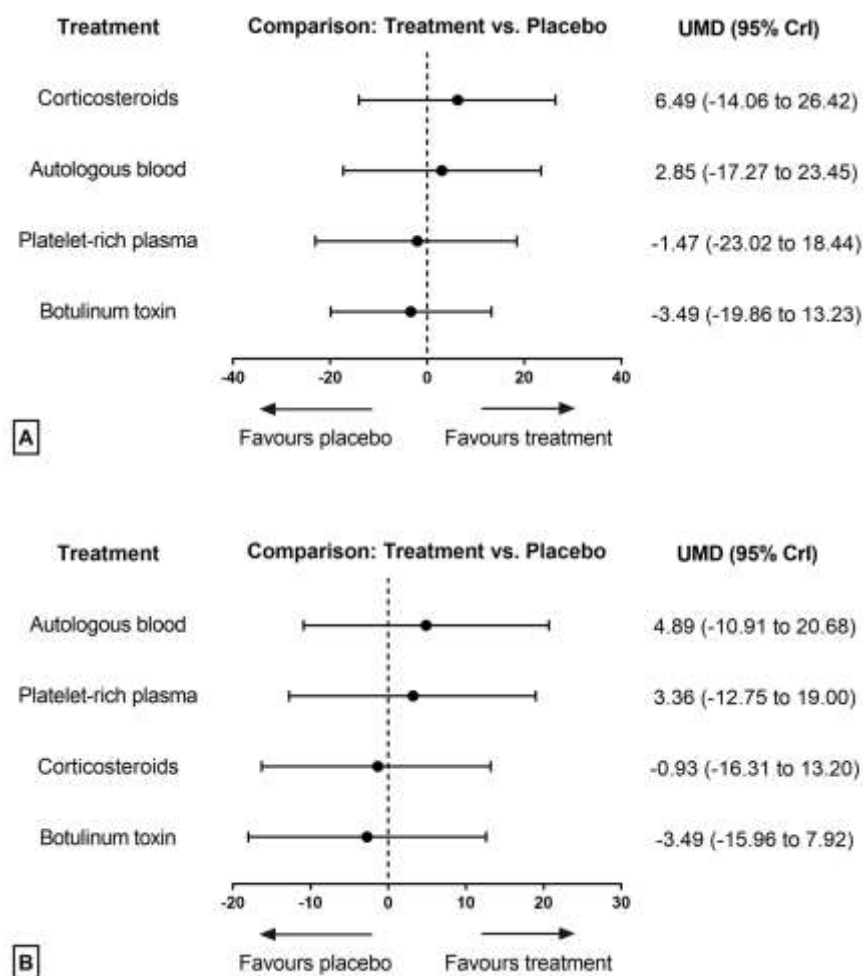 Treatment Comparison: Treatment vs. Placebo UMD (95% CrI)
Corticosteroids 6.49 (-14.06 to 26.42)
Autologous blood 2.85 (-17.27 to 23.45)
Platelet-rich plasma -1.47 (-23.02 to 18.44)
Botulinum toxin -3.49 (-19.86 to 13.23)
-40 -20 0 20 40
A Favours placebo Favours treatment
Treatment Comparison: Treatment vs. Placebo UMD (95% CrI)
Autologous blood 4.89 (-10.91 to 20.68)
Platelet-rich plasma 3.36 (-12.75 to 19.00)
Corticosteroids -0.93 (-16.31 to 13.20)
Botulinum toxin -3.49 (-15.96 to 7.92)
-20 -10 0 10 20 30
B Favours placebo Favours treatment